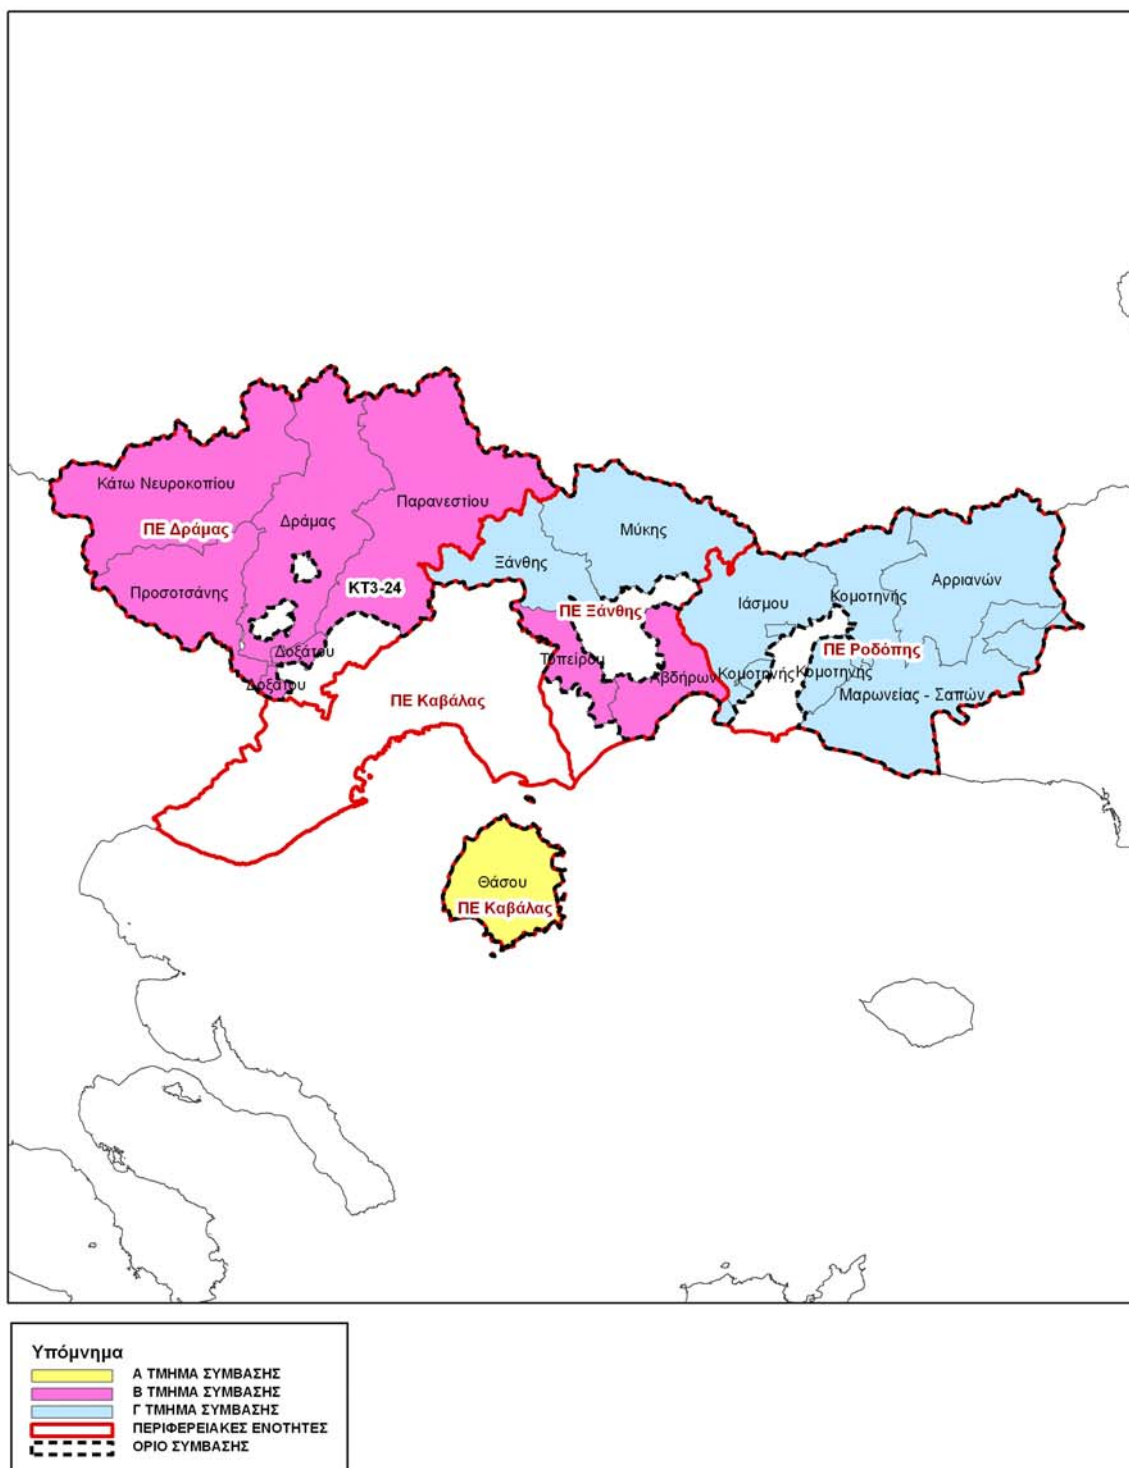 Κάτω Νευροκοπίου
Παρανεστίου
Δράμας
ΠΕ Δράμας
Μύκης
Ξάνθης
Αρριανών
ΚΤ3-24
Προσοτσάνης
Ιάσμου
Κομοτηνής
ΠΕ Ξάνθης
Δοξάτου
ΠΕ Ροδόπης
Τοπείρου
Αβδήρων
Κομοτηνής
Κομοτηνής
Δοξάτου
Μαρωνείας - Σαπών
ΠΕ Καβάλας
Θάσου
ΠΕ Καβάλας
Υπόμνημα
Α ΤΜΗΜΑ ΣΥΜΒΑΣΗΣ
Β ΤΜΗΜΑ ΣΥΜΒΑΣΗΣ
Γ ΤΜΗΜΑ ΣΥΜΒΑΣΗΣ
ΠΕΡΙΦΕΡΕΙΑΚΕΣ ΕΝΟΤΗΤΕΣ
ΟΡΙΟ ΣΥΜΒΑΣΗΣ